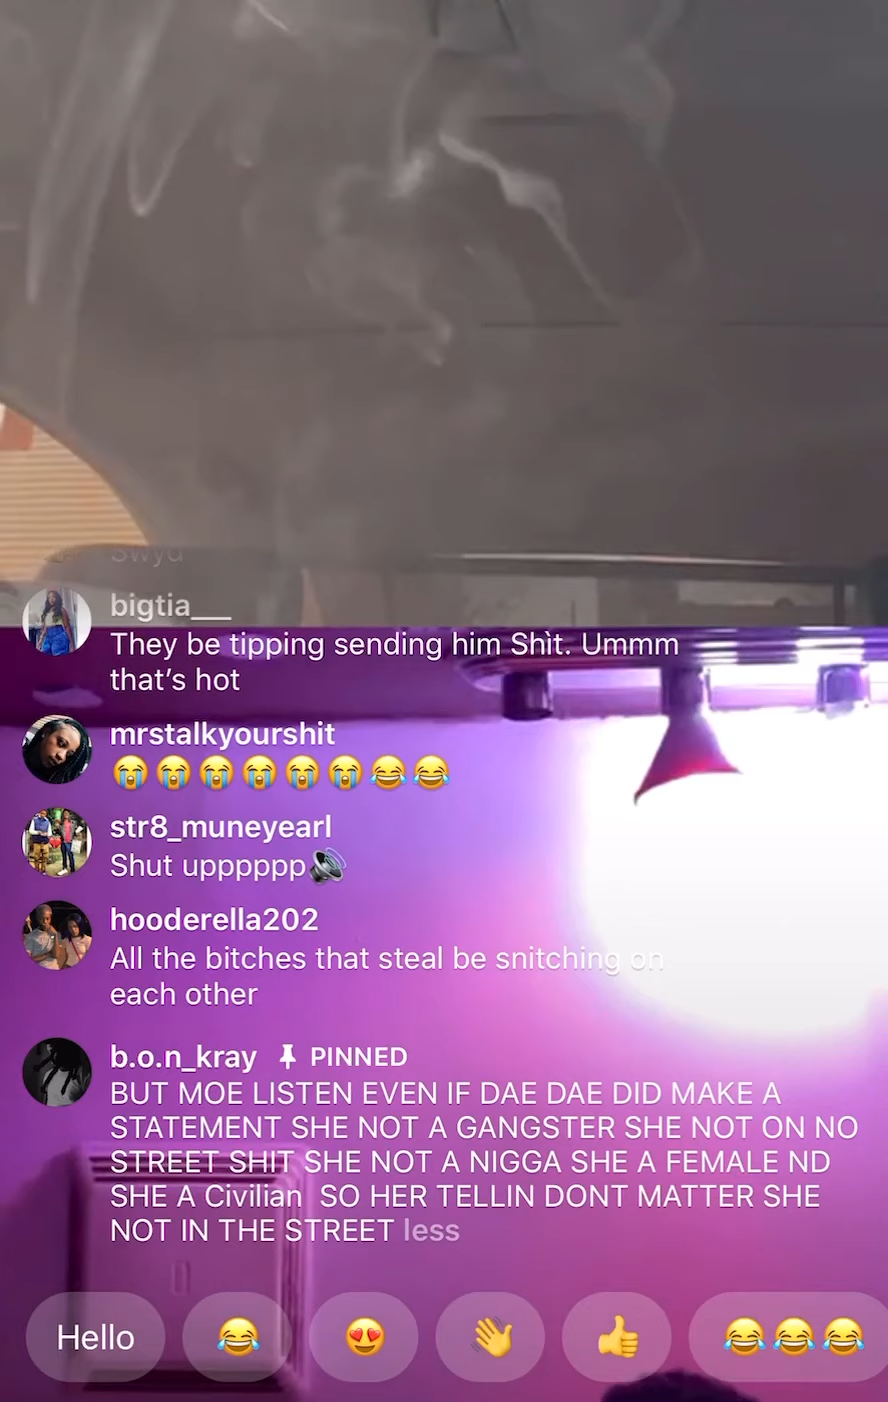 Swyd
bigtia___
They be tipping sending him Shit. Ummm
that's hot
mrstalkyourshit
😭😭😭😭😭😭😂😂
str8_muneyearl
Shut upppppp🔊
hooderella202
All the bitches that steal be snitching on
each other
b.o.n_kray PINNED
BUT MOE LISTEN EVEN IF DAE DAE DID MAKE A
STATEMENT SHE NOT A GANGSTER SHE NOT ON NO
STREET SHIT SHE NOT A NIGGA SHE A FEMALE ND
SHE A Civilian  SO HER TELLIN DONT MATTER SHE
NOT IN THE STREET less
Hello 😂 😍 👋 👍 😂😂😂